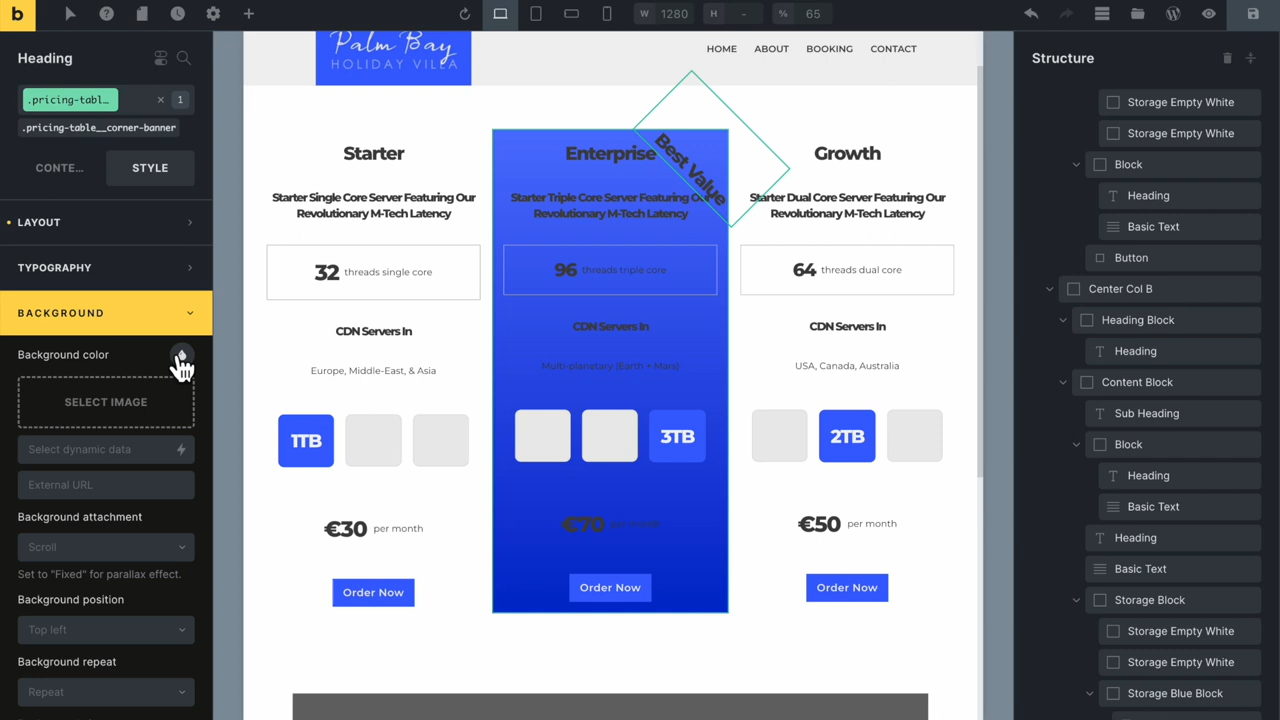 b
W 1280 H - % 65
Heading
.pricing-tabl… × 1
.pricing-table__corner-banner
CONTE… STYLE
LAYOUT
TYPOGRAPHY
BACKGROUND
Background color
SELECT IMAGE
Select dynamic data
External URL
Background attachment
Scroll
Set to "Fixed" for parallax effect.
Background position
Top left
Background repeat
Repeat
Palm Bay
HOLIDAY VILLA
HOME ABOUT BOOKING CONTACT
Starter
Starter Single Core Server Featuring Our
Revolutionary M-Tech Latency
32 threads single core
CDN Servers In
Europe, Middle-East, & Asia
1TB
€30 per month
Order Now
Best Value
Enterprise
Starter Triple Core Server Featuring Our
Revolutionary M-Tech Latency
96 threads triple core
CDN Servers In
Multi-planetary (Earth + Mars)
3TB
€70 per month
Order Now
Growth
Starter Dual Core Server Featuring Our
Revolutionary M-Tech Latency
64 threads dual core
CDN Servers In
USA, Canada, Australia
2TB
€50 per month
Order Now
Structure
Storage Empty White
Storage Empty White
Block
Heading
Basic Text
Button
Center Col B
Heading Block
Heading
Content Block
Sub Heading
Block
Heading
Basic Text
Heading
Basic Text
Storage Block
Storage Empty White
Storage Empty White
Storage Blue Block